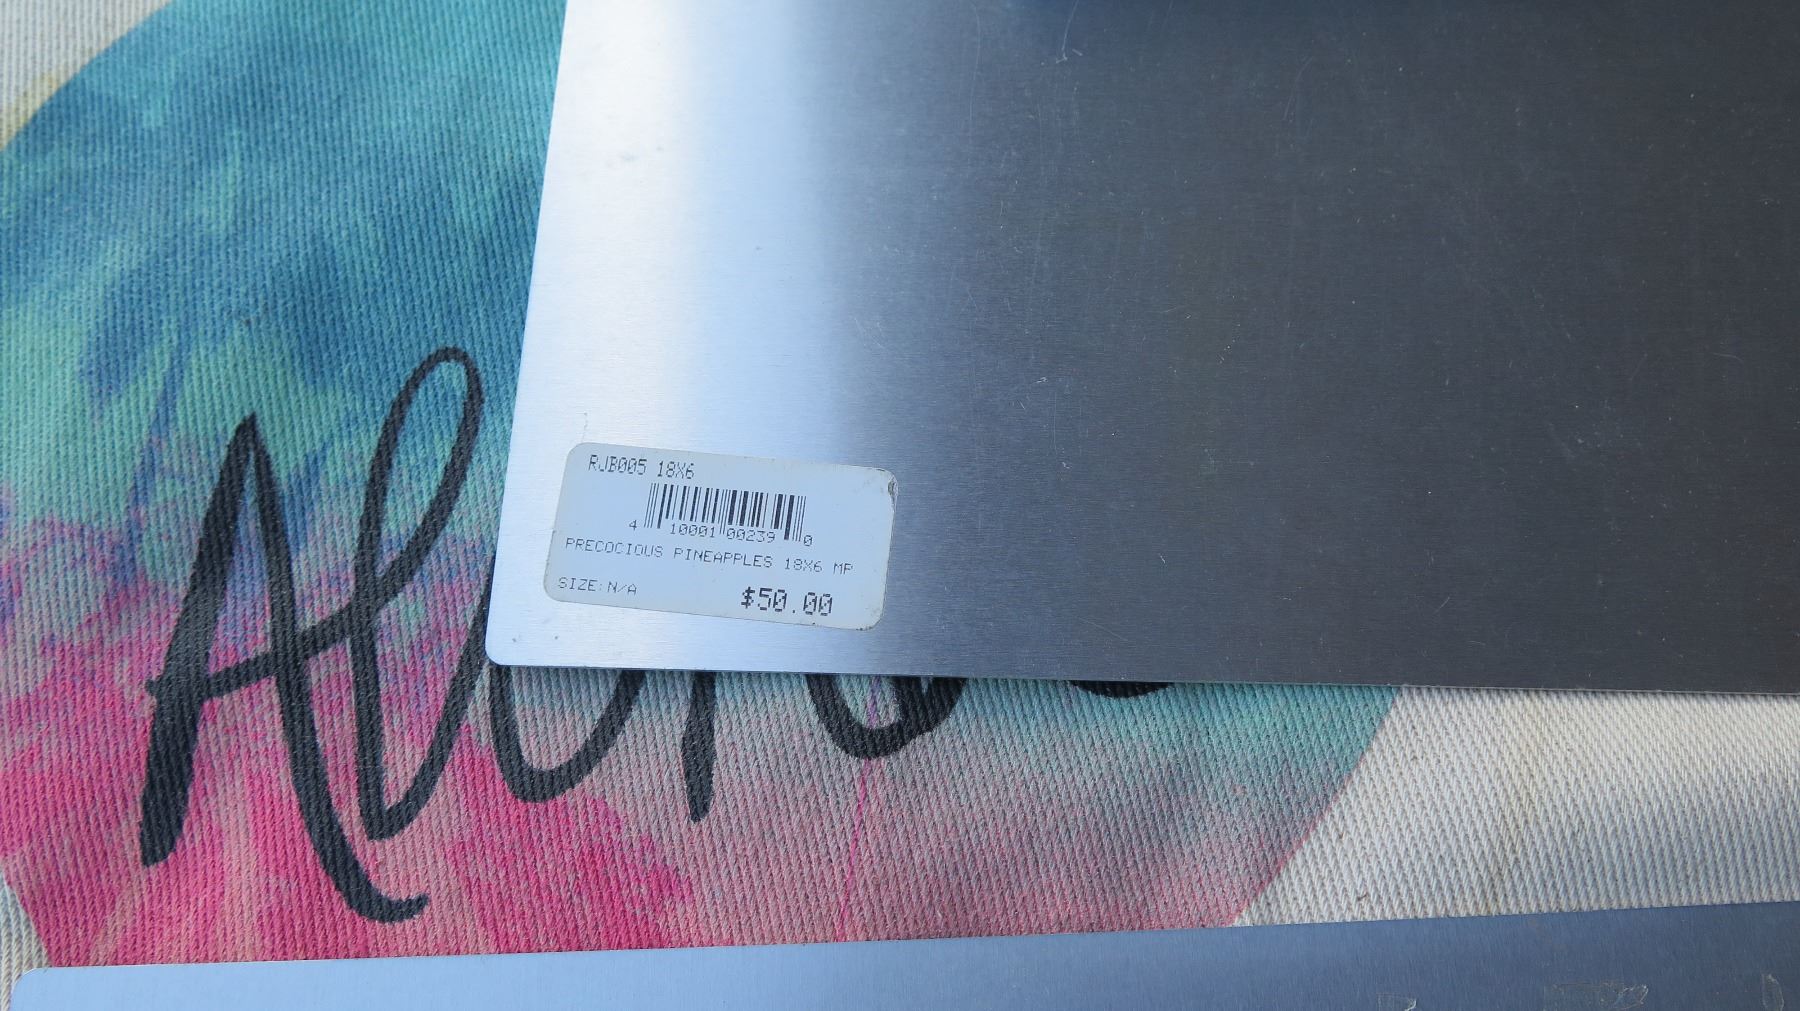 RJB005 18X6
4 10001 00239 0
PRECOCIOUS PINEAPPLES 18X6 MP
SIZE:N/A $50.00